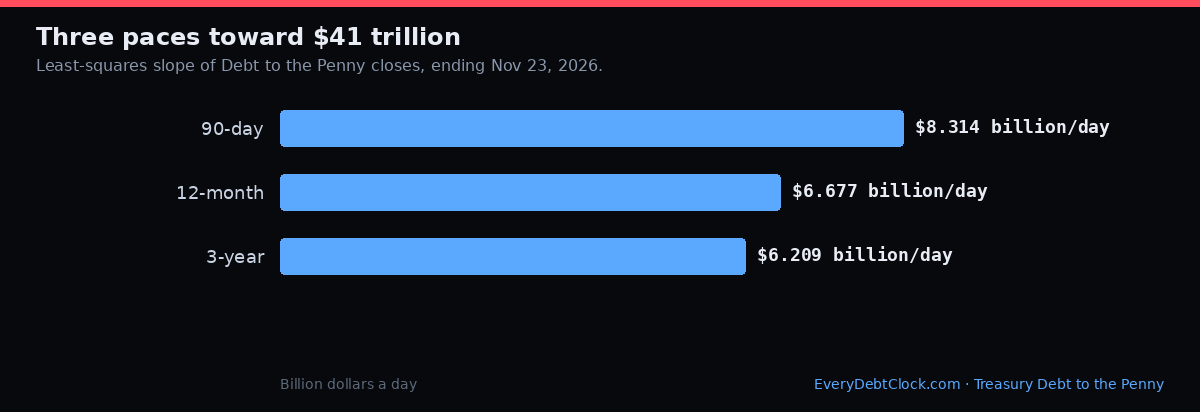 Three paces toward $41 trillion
Least-squares slope of Debt to the Penny closes, ending Nov 23, 2026.
90-day $8.314 billion/day
12-month $6.677 billion/day
3-year $6.209 billion/day
Billion dollars a day
EveryDebtClock.com · Treasury Debt to the Penny